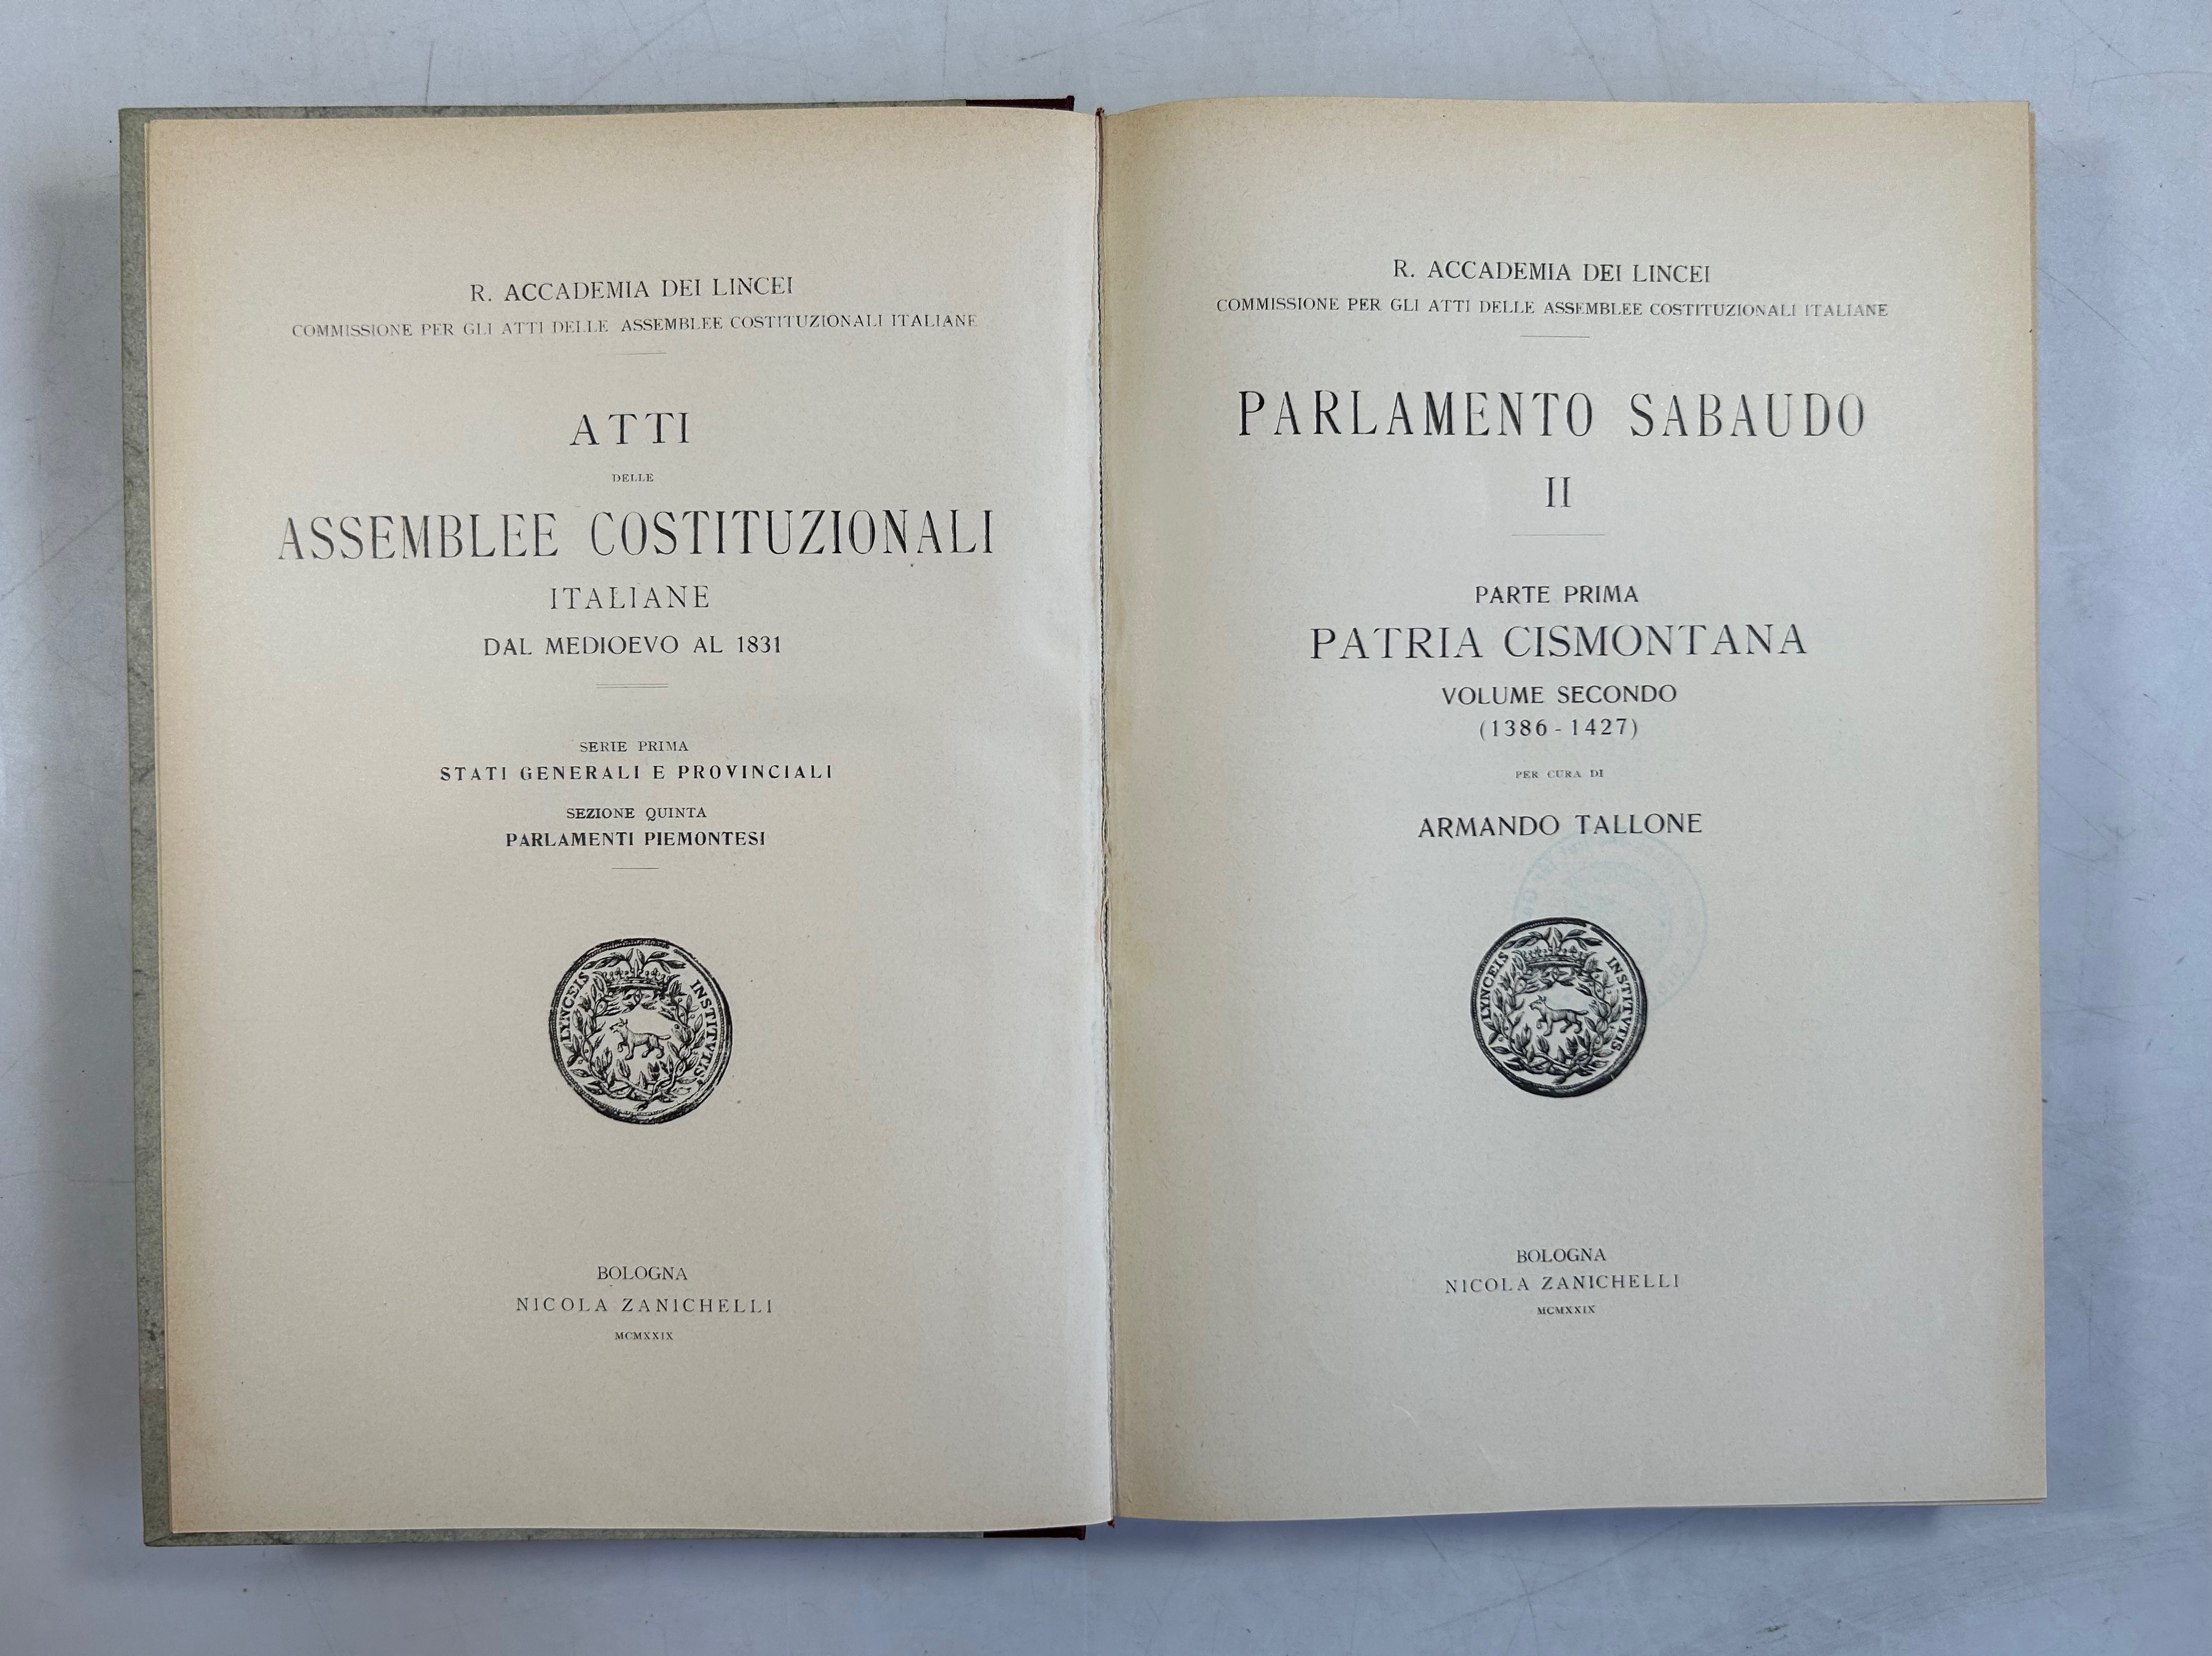 R. ACCADEMIA DEI LINCEI
COMMISSIONE PER GLI ATTI DELLE ASSEMBLEE COSTITUZIONALI ITALIANE
ATTI
DELLE
ASSEMBLEE COSTITUZIONALI
ITALIANE
DAL MEDIOEVO AL 1831
SERIE PRIMA
STATI GENERALI E PROVINCIALI
SEZIONE QUINTA
PARLAMENTI PIEMONTESI
LYNCEIS INSTITVTIS
BOLOGNA
NICOLA ZANICHELLI
MCMXXIX
R. ACCADEMIA DEI LINCEI
COMMISSIONE PER GLI ATTI DELLE ASSEMBLEE COSTITUZIONALI ITALIANE
PARLAMENTO SABAUDO
II
PARTE PRIMA
PATRIA CISMONTANA
VOLUME SECONDO
(1386 - 1427)
PER CURA DI
ARMANDO TALLONE
LYNCEIS INSTITVTIS
BOLOGNA
NICOLA ZANICHELLI
MCMXXIX